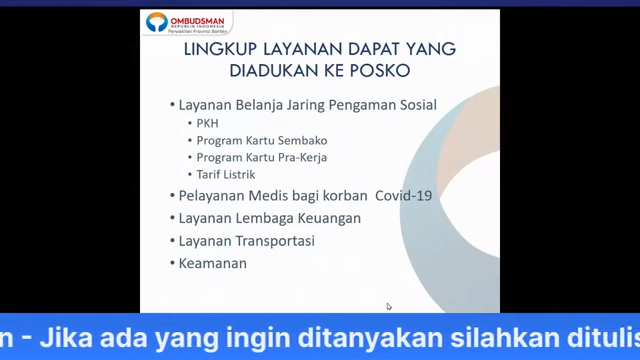 OMBUDSMAN
REPUBLIK INDONESIA
Perwakilan Provinsi Banten
LINGKUP LAYANAN DAPAT YANG
DIADUKAN KE POSKO
• Layanan Belanja Jaring Pengaman Sosial
• PKH
• Program Kartu Sembako
• Program Kartu Pra-Kerja
• Tarif Listrik
• Pelayanan Medis bagi korban Covid-19
• Layanan Lembaga Keuangan
• Layanan Transportasi
• Keamanan
n - Jika ada yang ingin ditanyakan silahkan ditulis